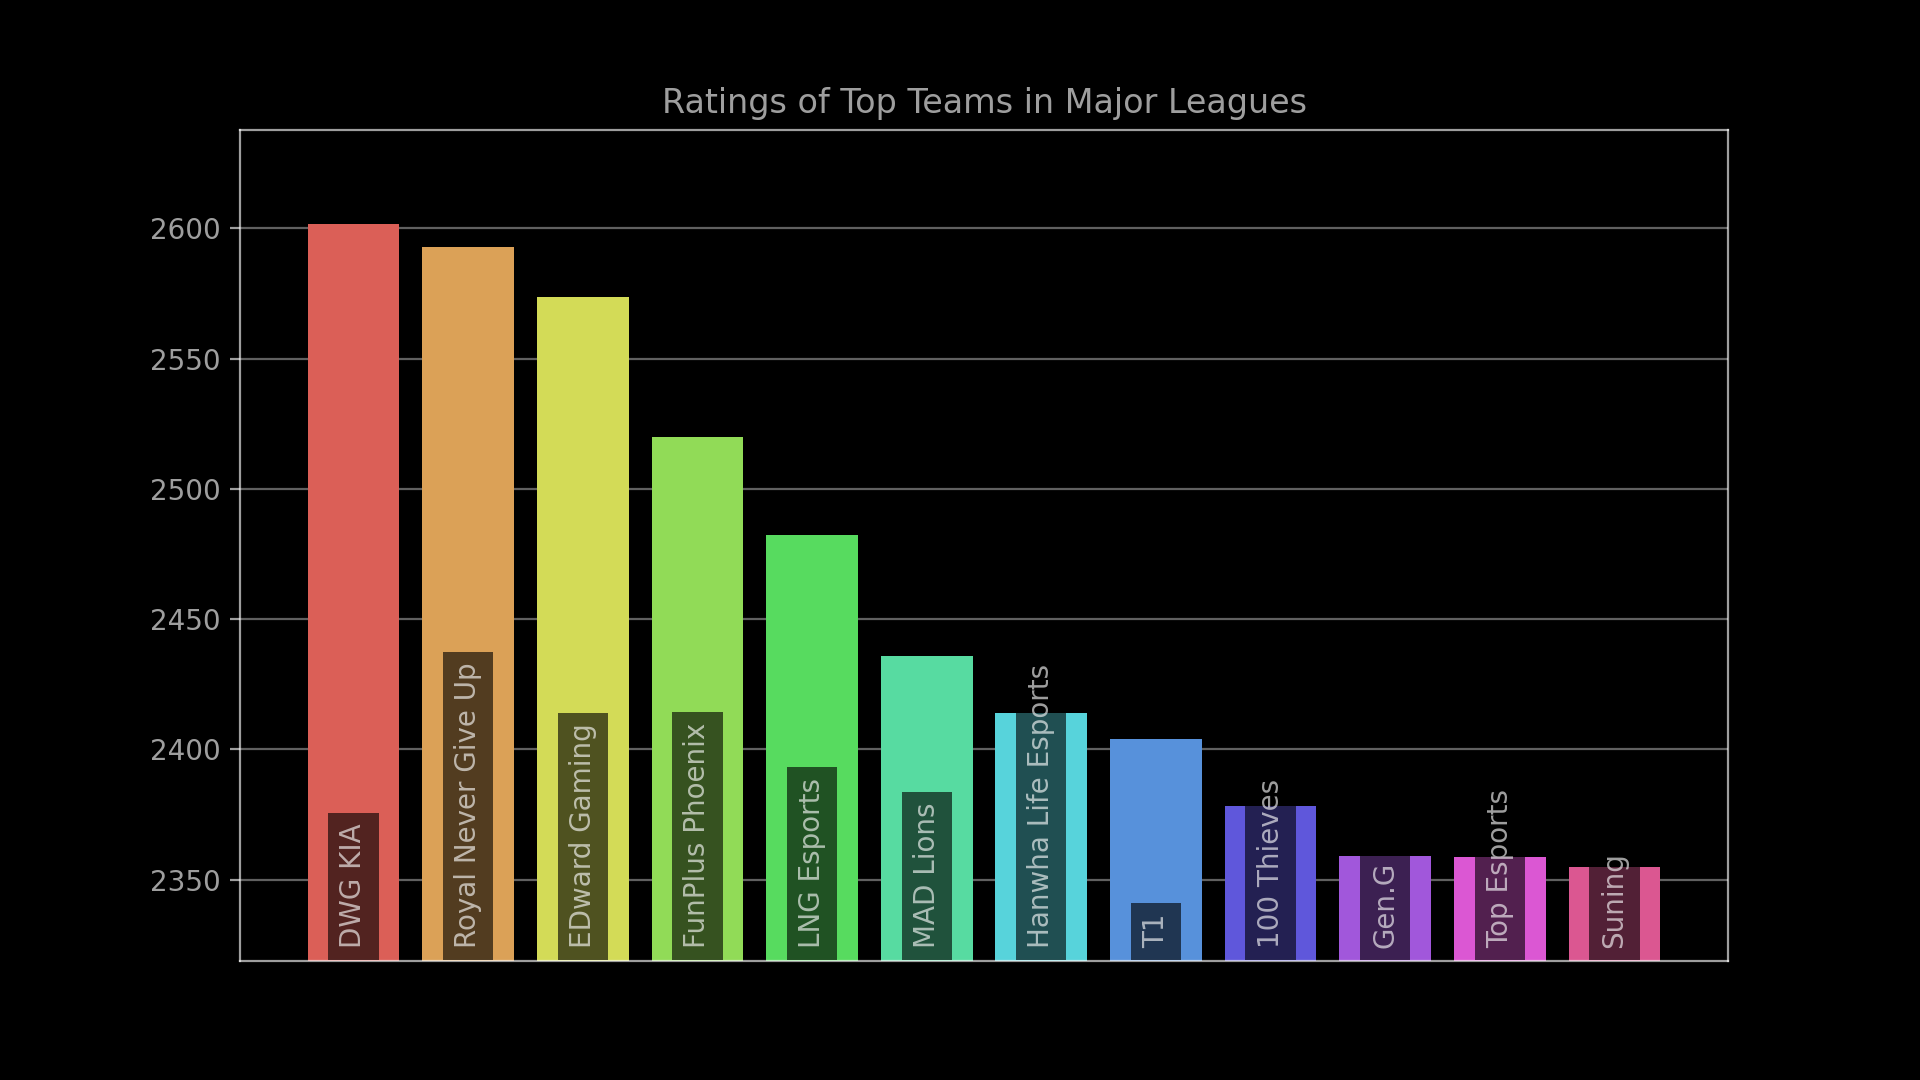 Ratings of Top Teams in Major Leagues
2600
2550
2500
2450
2400
2350
DWG KIA
Royal Never Give Up
EDward Gaming
FunPlus Phoenix
LNG Esports
MAD Lions
Hanwha Life Esports
T1
100 Thieves
Gen.G
Top Esports
Suning